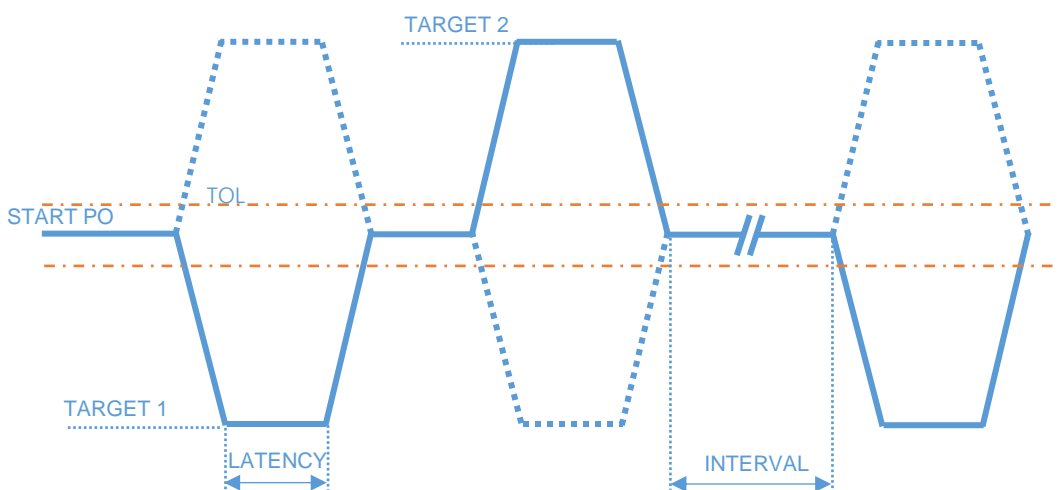 TARGET 2
TOL
START PO
TARGET 1
LATENCY
INTERVAL